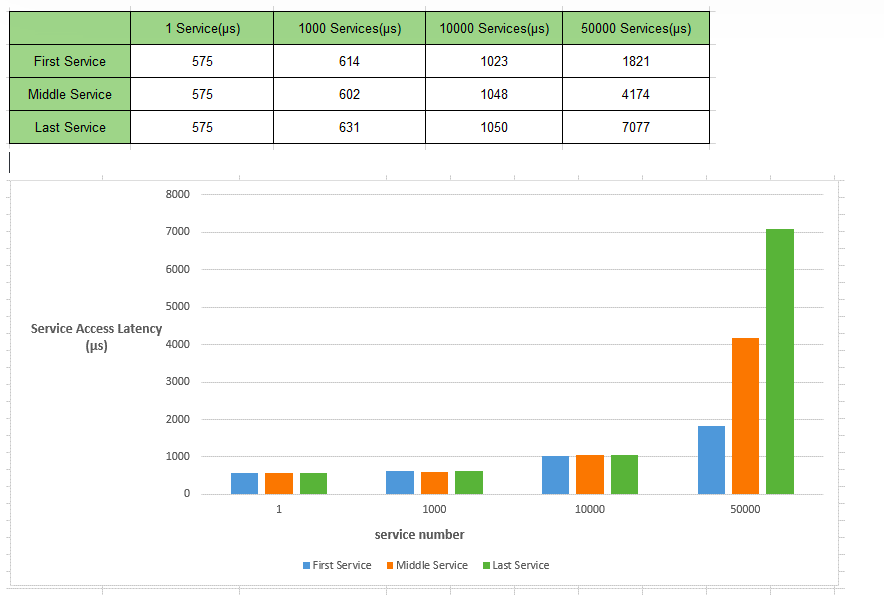 1 Service(μs) 1000 Services(μs) 10000 Services(μs) 50000 Services(μs)
First Service 575 614 1023 1821
Middle Service 575 602 1048 4174
Last Service 575 631 1050 7077
8000
7000
6000
5000
Service Access Latency
(μs)
4000
3000
2000
1000
0
1 1000 10000 50000
service number
First Service Middle Service Last Service